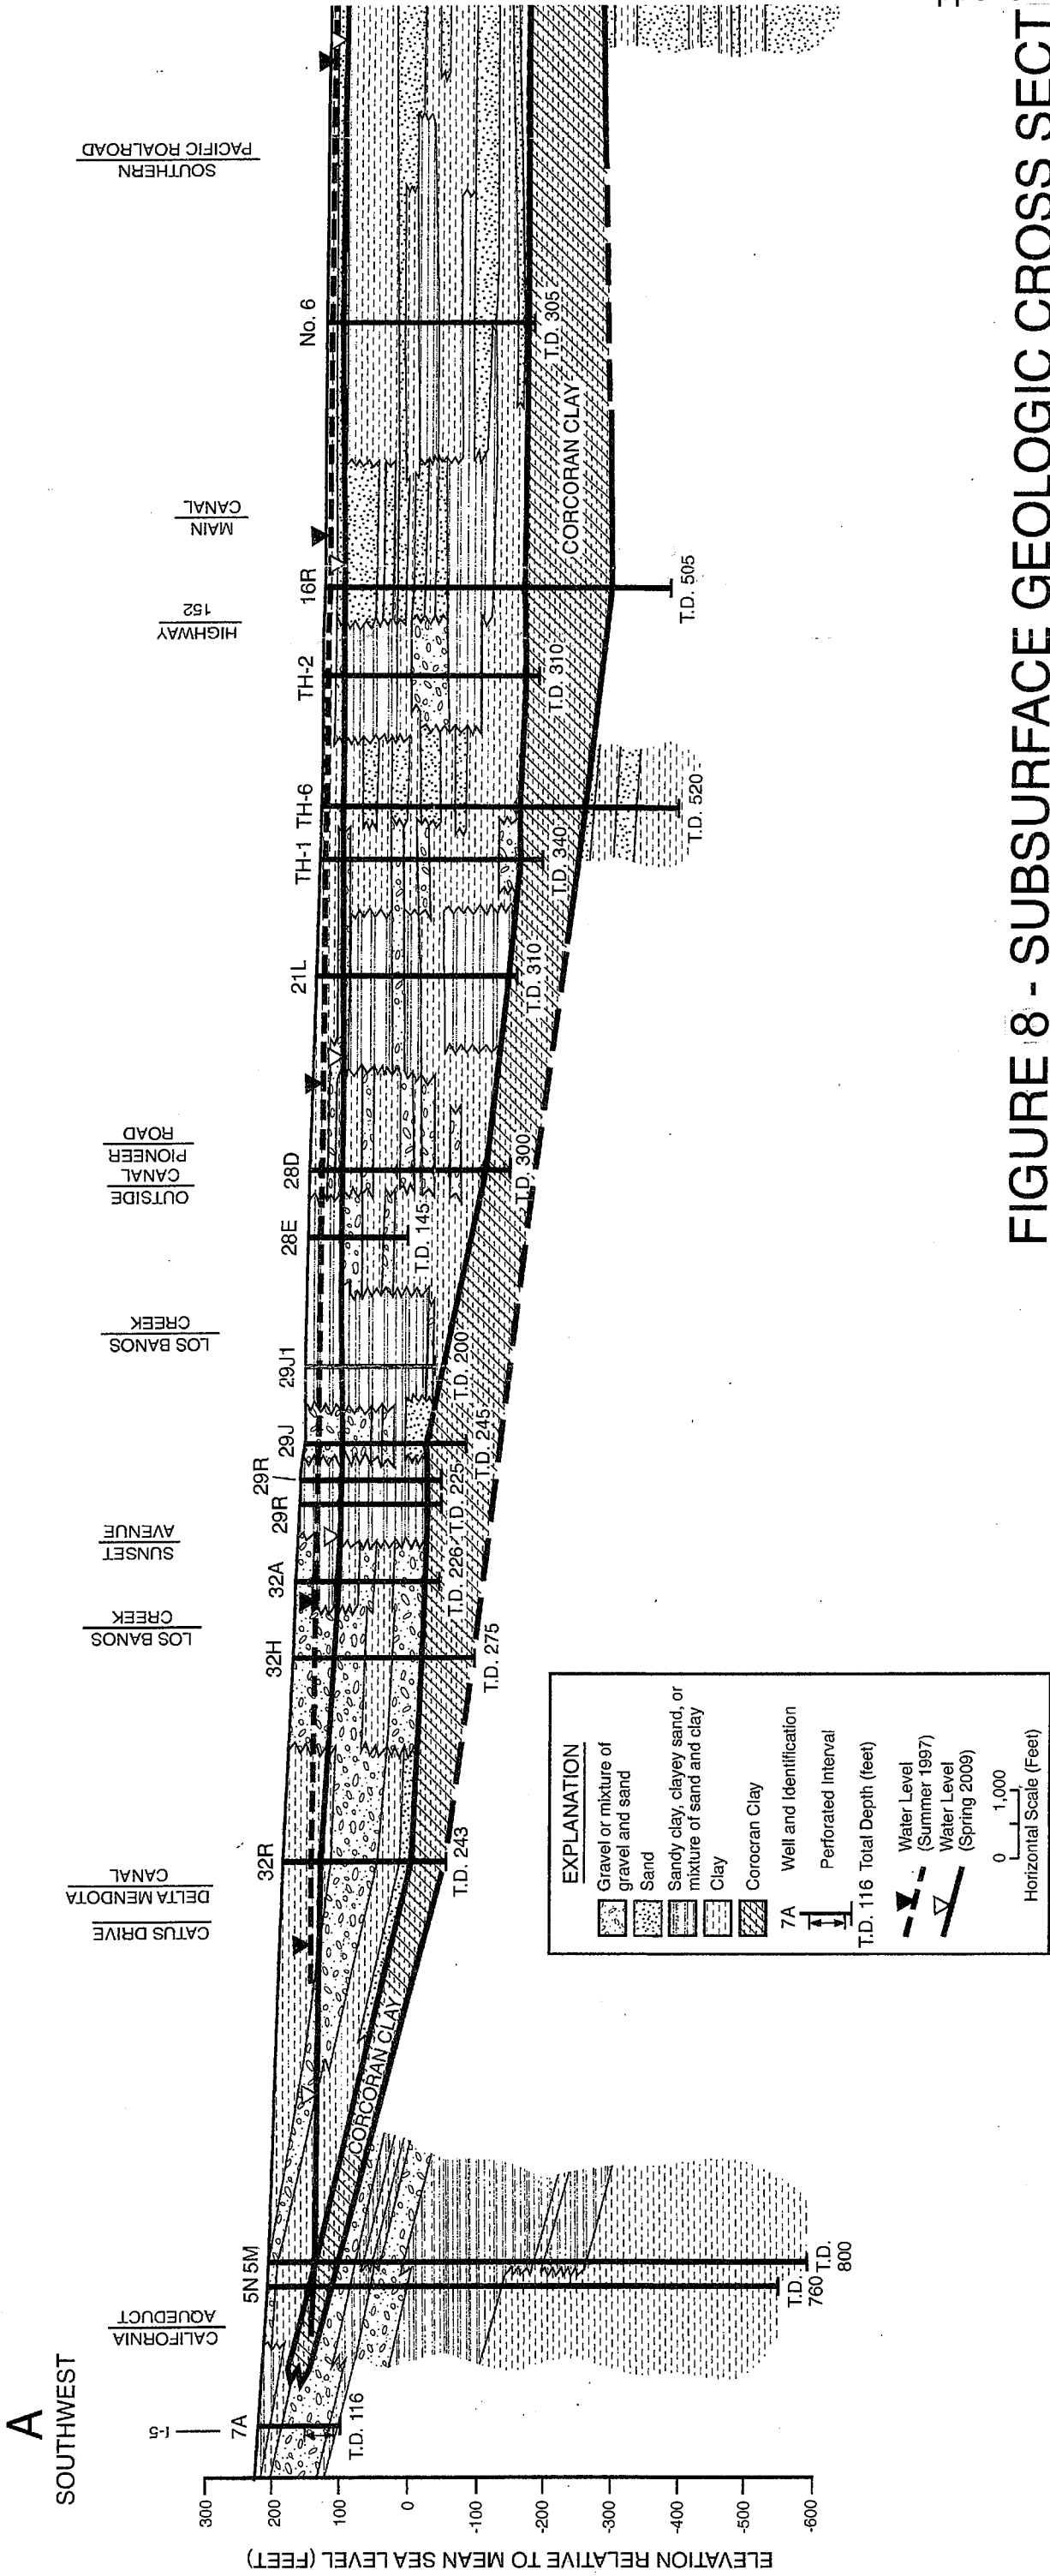 A
SOUTHWEST
I-5
CALIFORNIA
AQUEDUCT
CATUS DRIVE
DELTA MENDOTA
CANAL
LOS BANOS
CREEK
SUNSET
AVENUE
LOS BANOS
CREEK
OUTSIDE
CANAL
PIONEER
ROAD
HIGHWAY
152
MAIN
CANAL
SOUTHERN
PACIFIC ROALROAD
7A
5N
5M
32R
32H
32A
29R
29R
29J
29J1
28E
28D
21L
TH-1
TH-6
TH-2
16R
No. 6
300
200
100
0
-100
-200
-300
-400
-500
-600
ELEVATION RELATIVE TO MEAN SEA LEVEL (FEET)
T.D. 116
T.D.
760
T.D.
800
T.D. 243
T.D. 275
T.D. 226
T.D. 225
T.D. 245
T.D. 200
T.D. 145
T.D. 300
T.D. 310
T.D. 340
T.D. 520
T.D. 310
T.D. 505
T.D. 305
CORCORAN CLAY
CORCORAN CLAY
EXPLANATION
Gravel or mixture of
gravel and sand
Sand
Sandy clay, clayey sand, or
mixture of sand and clay
Clay
Corocran Clay
7A Well and Identification
Perforated Interval
T.D. 116 Total Depth (feet)
Water Level
(Summer 1997)
Water Level
(Spring 2009)
0 1,000
Horizontal Scale (Feet)
FIGURE 8 - SUBSURFACE GEOLOGIC CROSS SECT